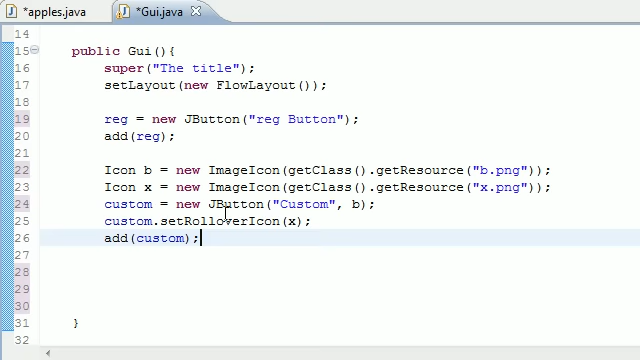 *apples.java *Gui.java
14
15 public Gui(){
16 super("The title");
17 setLayout(new FlowLayout());
18
19 reg = new JButton("reg Button");
20 add(reg);
21
22 Icon b = new ImageIcon(getClass().getResource("b.png"));
23 Icon x = new ImageIcon(getClass().getResource("x.png"));
24 custom = new JButton("Custom", b);
25 custom.setRolloverIcon(x);
26 add(custom);
27
28
29
30
31 }
32